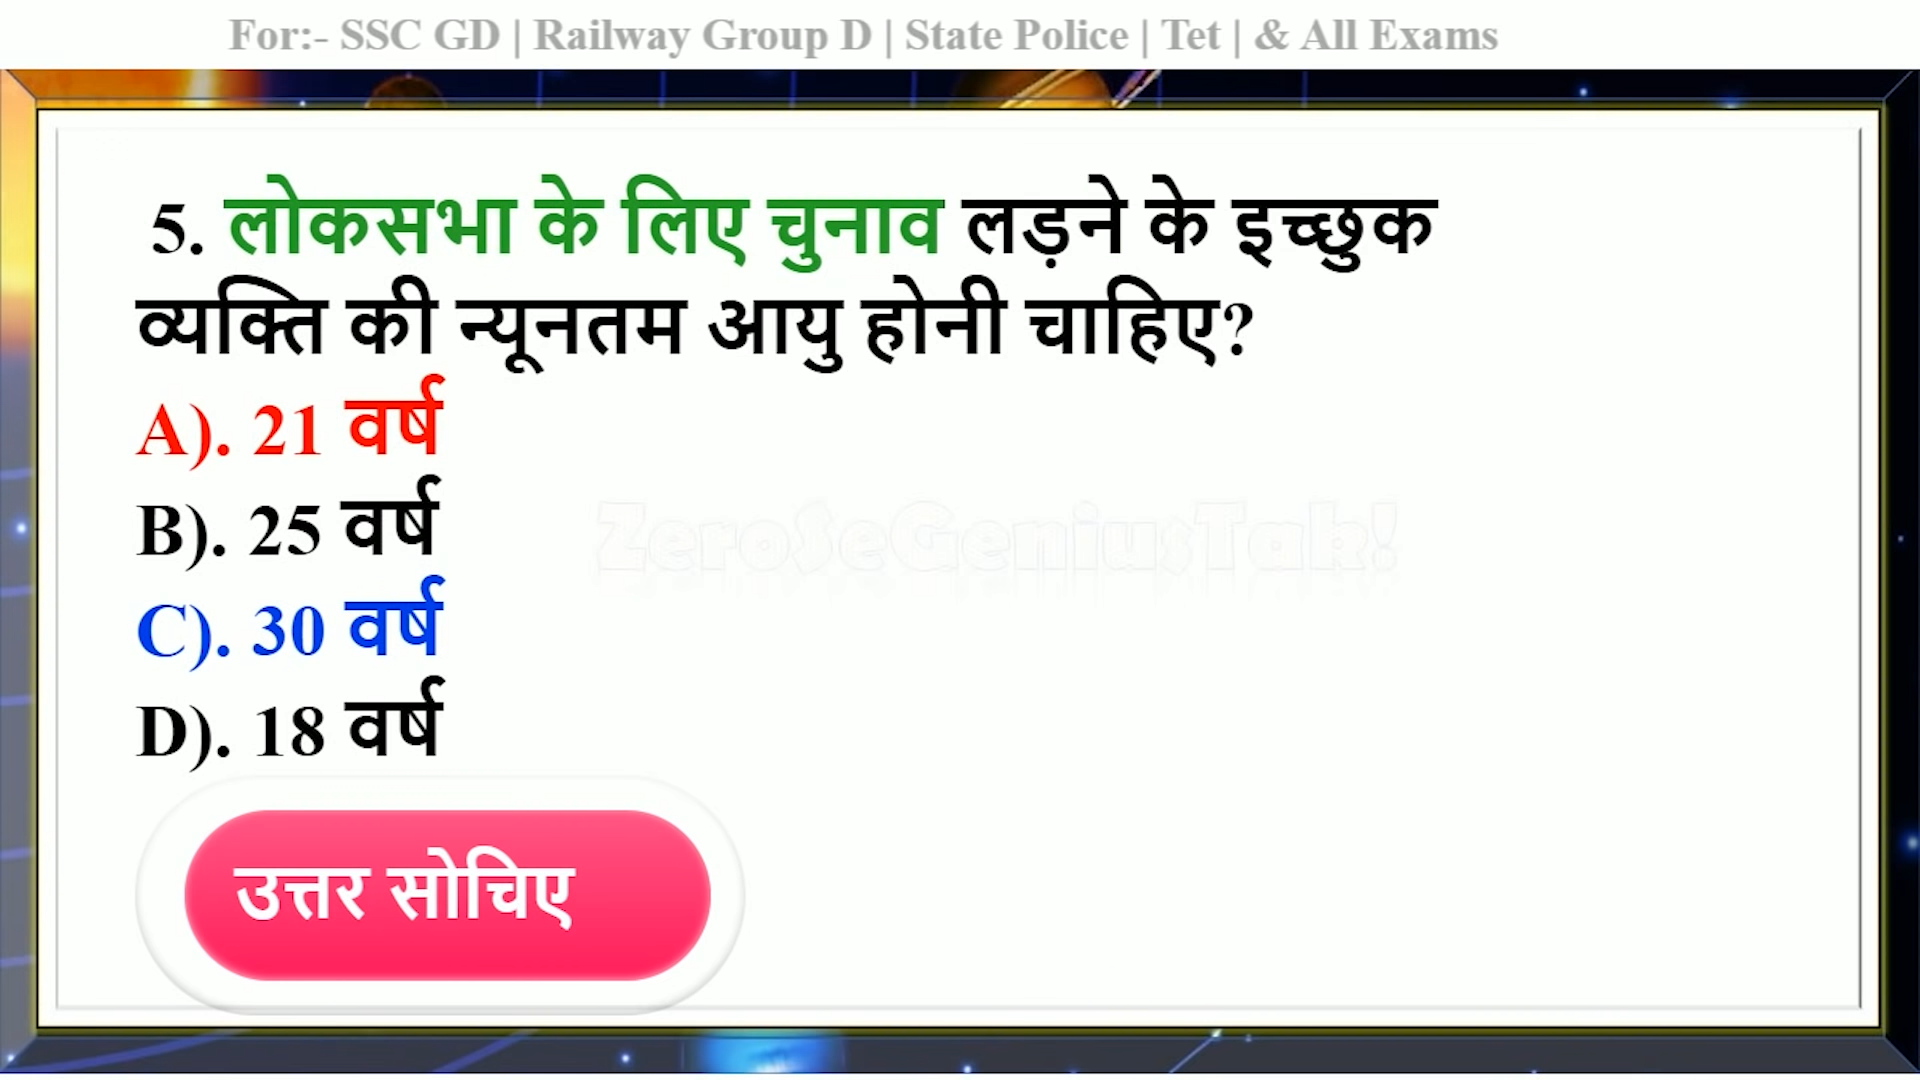 For:- SSC GD | Railway Group D | State Police | Tet | & All Exams
5. लोकसभा के लिए चुनाव लड़ने के इच्छुक
व्यक्ति की न्यूनतम आयु होनी चाहिए?
A). 21 वर्ष
B). 25 वर्ष
ZeroSeGeniusTak!
C). 30 वर्ष
D). 18 वर्ष
उत्तर सोचिए